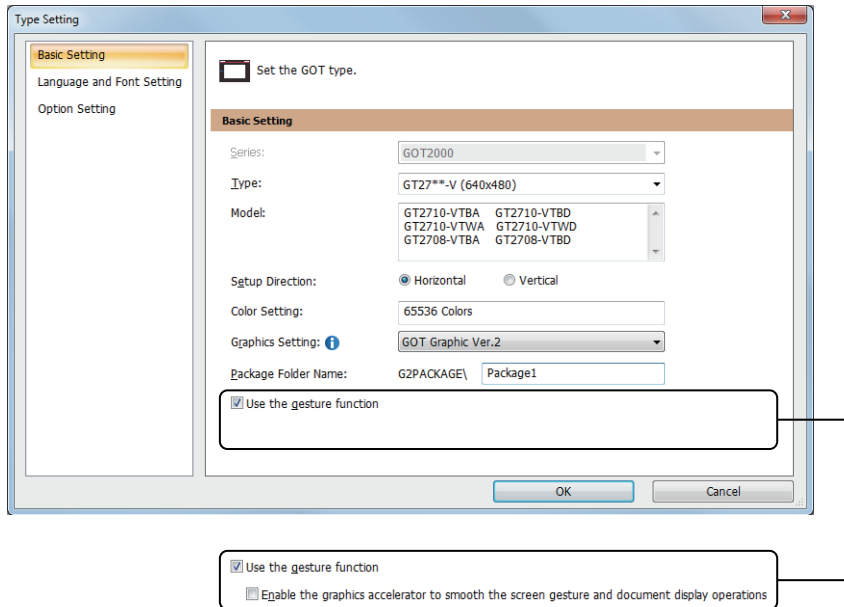 Type Setting
Basic Setting
Language and Font Setting
Option Setting
Set the GOT type.
Basic Setting
Series: GOT2000
Type: GT27**-V (640x480)
Model: GT2710-VTBA GT2710-VTBD
GT2710-VTWA GT2710-VTWD
GT2708-VTBA GT2708-VTBD
Setup Direction: Horizontal Vertical
Color Setting: 65536 Colors
Graphics Setting: GOT Graphic Ver.2
Package Folder Name: G2PACKAGE\ Package1
Use the gesture function
OK Cancel
Use the gesture function
Enable the graphics accelerator to smooth the screen gesture and document display operations